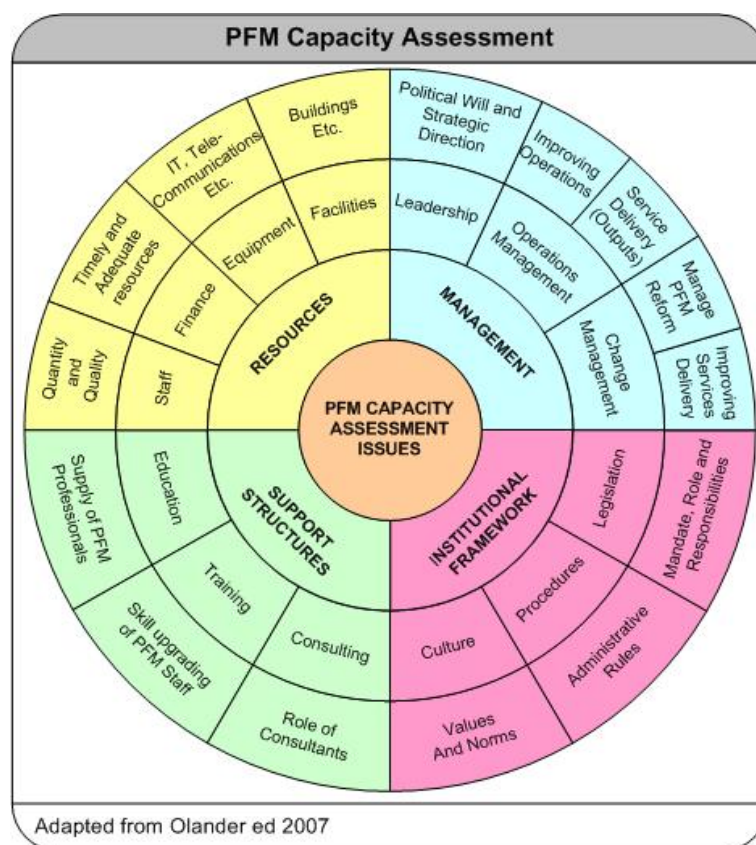 PFM Capacity Assessment
Buildings
Etc.
IT, Tele-
Communications
Etc.
Timely and
Adequate
resources
Quantity
and
Quality
Facilities
Equipment
Finance
Staff
RESOURCES
Political Will and
Strategic
Direction
Improving
Operations
Service
Delivery
(Outputs)
Manage
PFM
Reform
Improving
Services
Delivery
Leadership
Operations
Management
Change
Management
MANAGEMENT
PFM CAPACITY
ASSESSMENT
ISSUES
SUPPORT
STRUCTURES
Education
Training
Consulting
Supply of PFM
Professionals
Skill upgrading
of PFM Staff
Role of
Consultants
INSTITUTIONAL
FRAMEWORK
Legislation
Procedures
Culture
Mandate, Role and
Responsibilities
Administrative
Rules
Values
And Norms
Adapted from Olander ed 2007